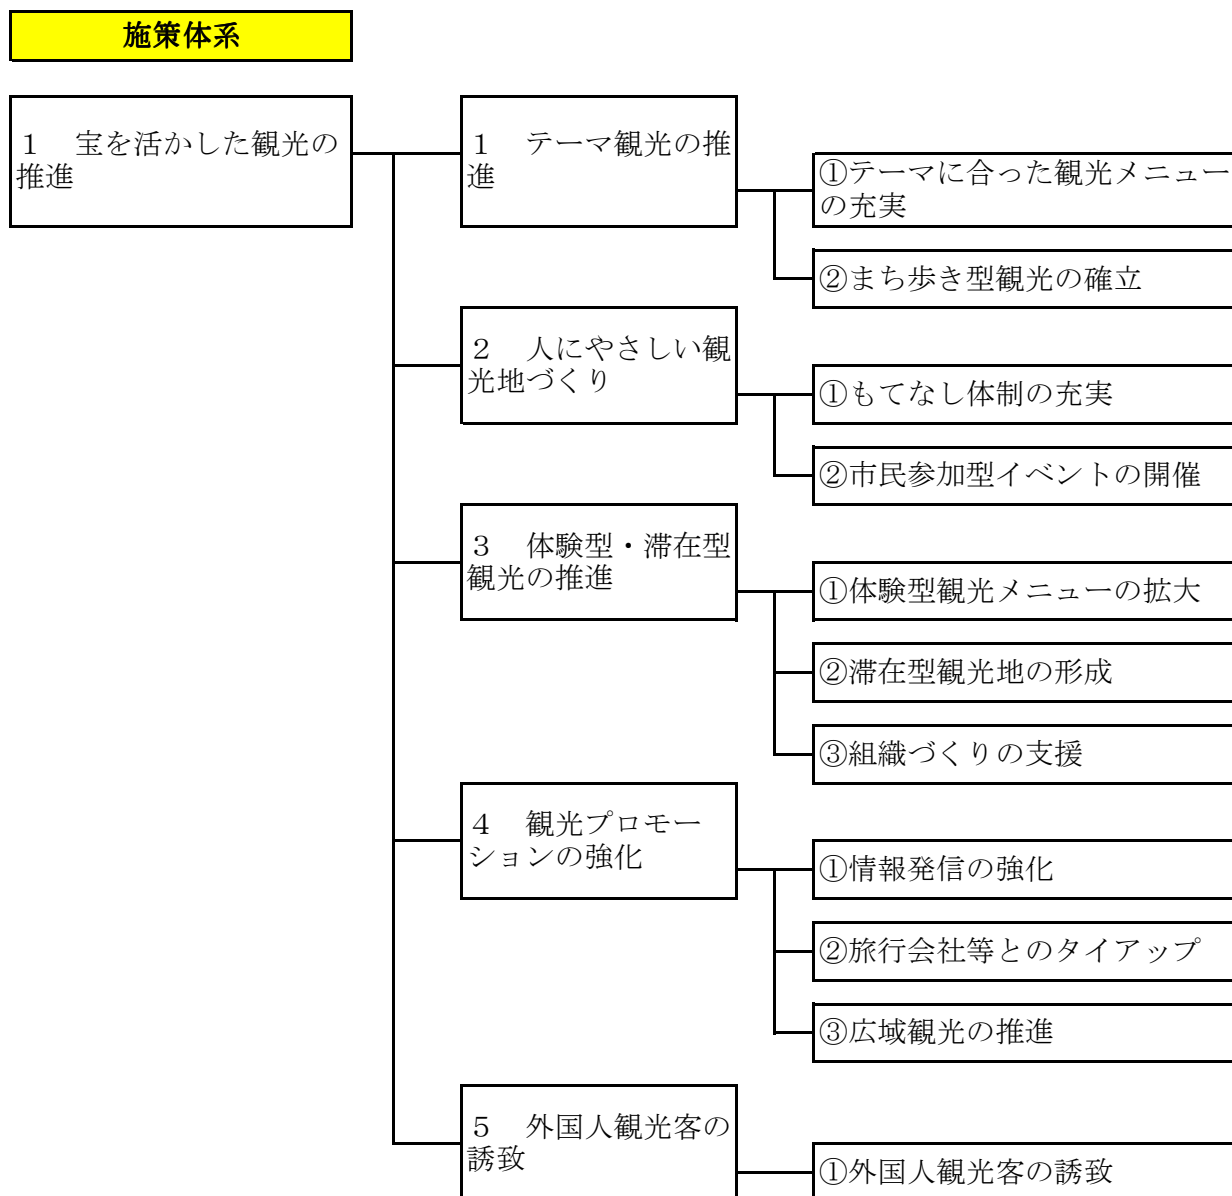 施策体系
１　宝を活かした観光の
推進
１　テーマ観光の推
進
①テーマに合った観光メニュー
の充実
②まち歩き型観光の確立
２　人にやさしい観
光地づくり
①もてなし体制の充実
②市民参加型イベントの開催
３　体験型・滞在型
観光の推進
①体験型観光メニューの拡大
②滞在型観光地の形成
③組織づくりの支援
４　観光プロモー
ションの強化
①情報発信の強化
②旅行会社等とのタイアップ
③広域観光の推進
５　外国人観光客の
誘致
①外国人観光客の誘致